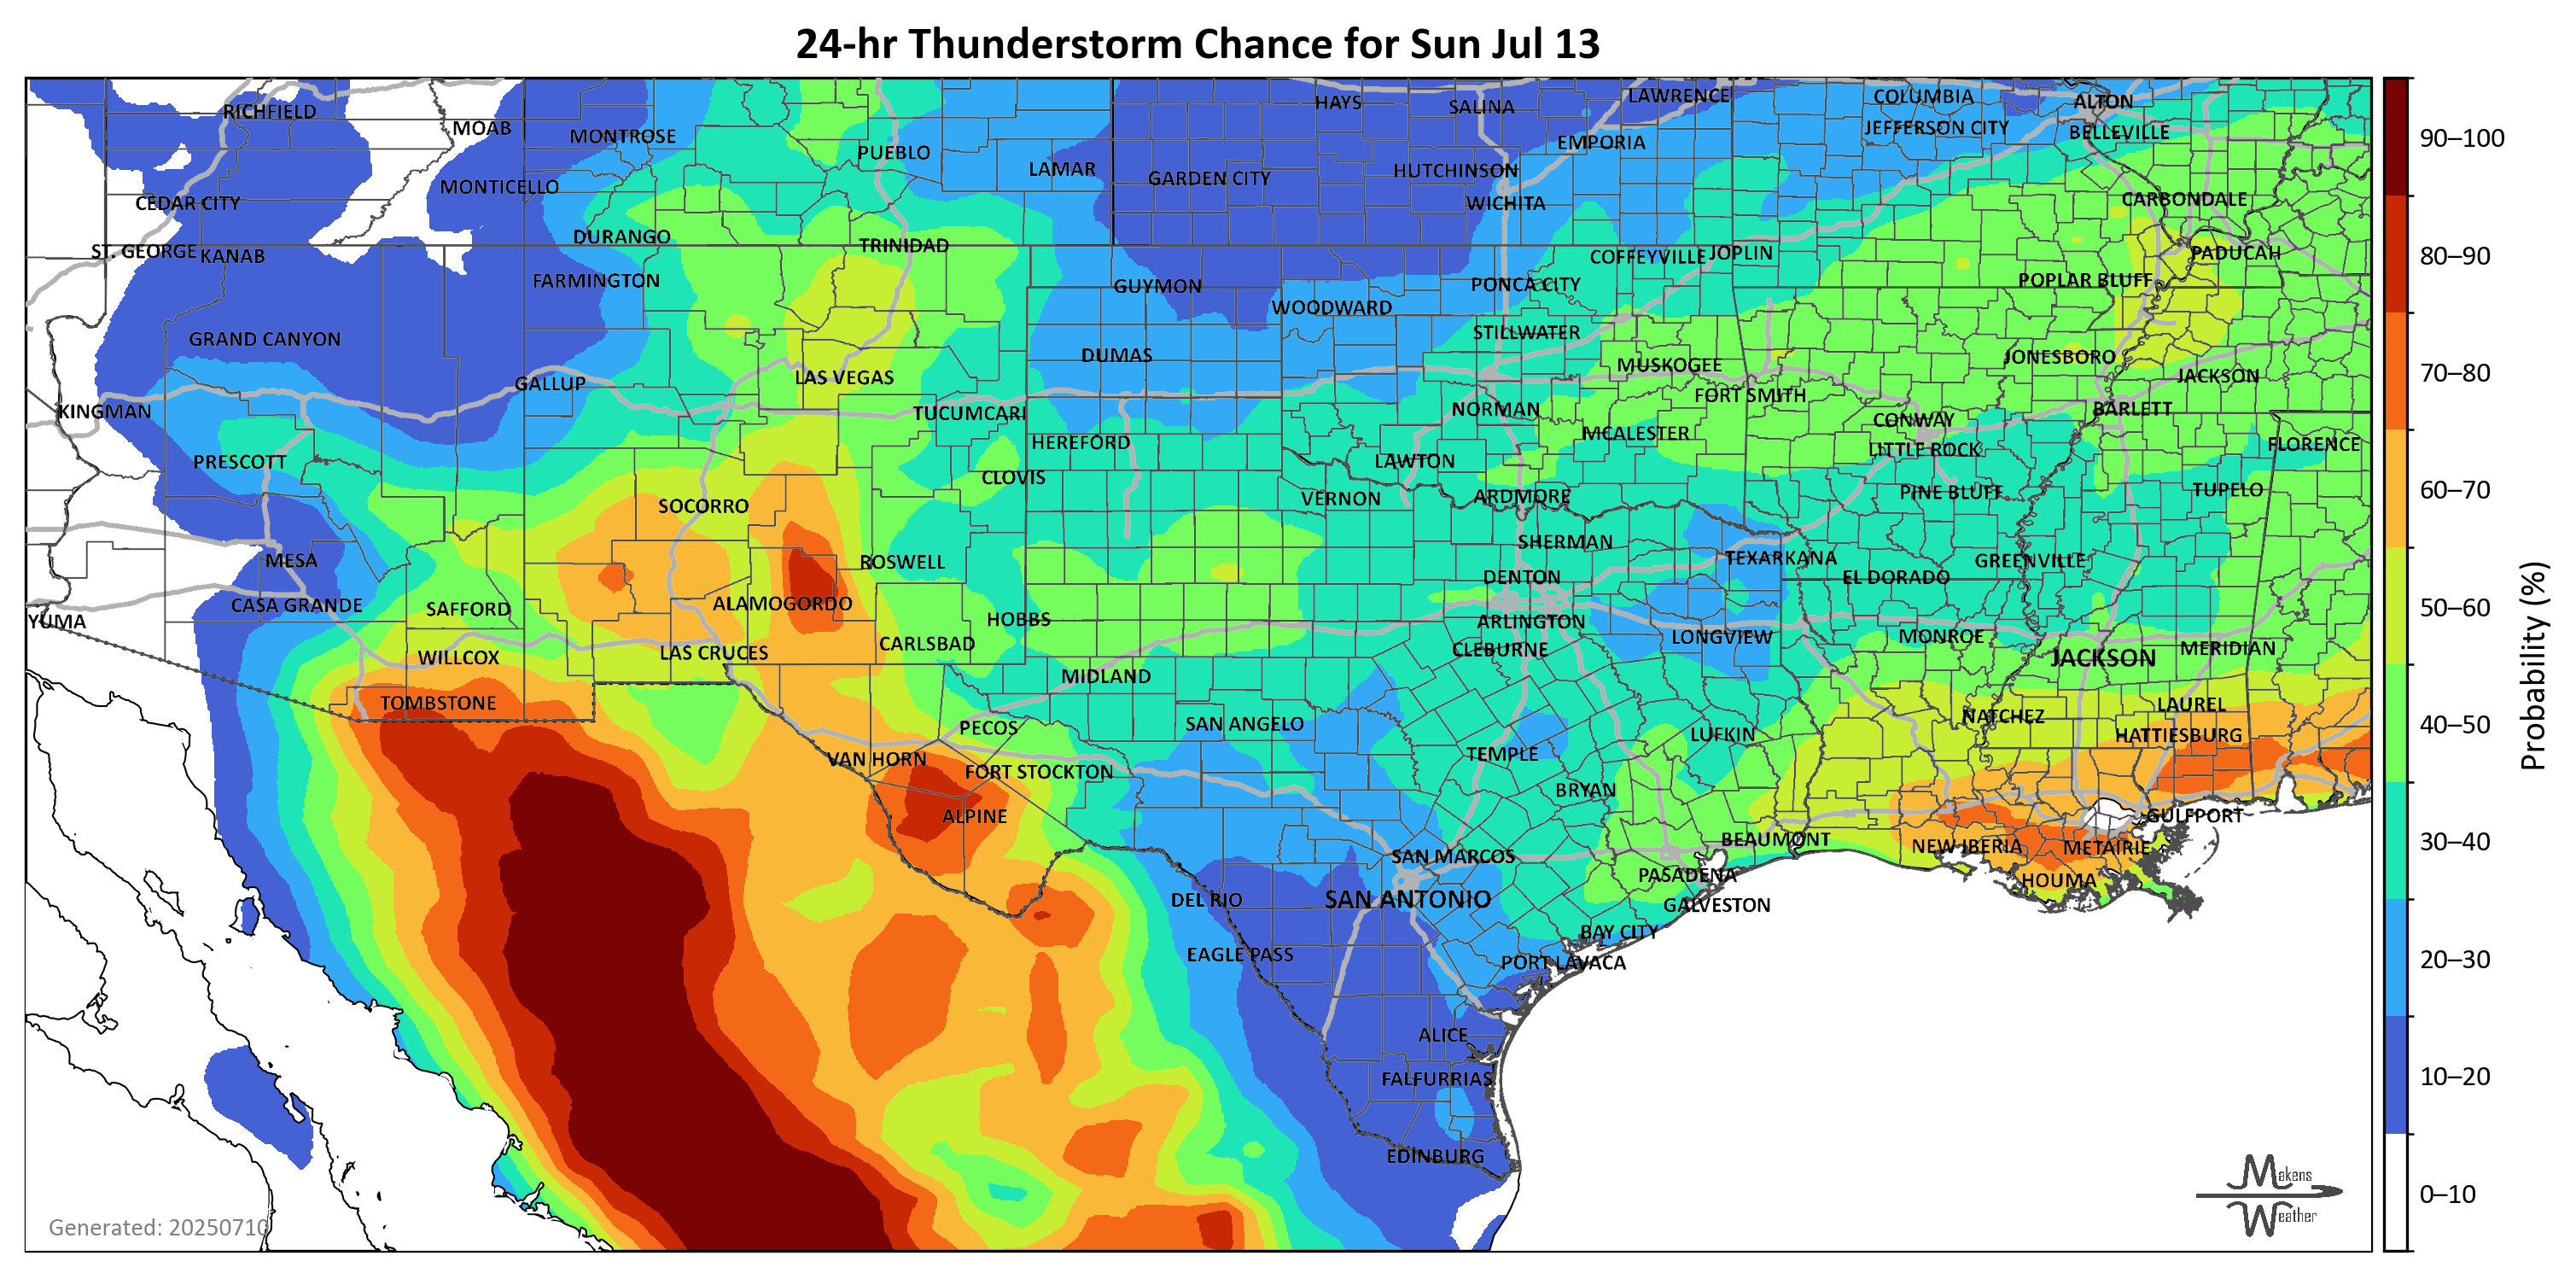 24-hr Thunderstorm Chance for Sun Jul 13
RICHFIELD
MOAB
MONTROSE
PUEBLO
LAMAR
HAYS
SALINA
LAWRENCE
COLUMBIA
ALTON
EMPORIA
JEFFERSON CITY
BELLEVILLE
90–100
MONTICELLO
GARDEN CITY
HUTCHINSON
CEDAR CITY
WICHITA
CARBONDALE
DURANGO
TRINIDAD
ST. GEORGE
KANAB
COFFEYVILLE
JOPLIN
PADUCAH
80–90
FARMINGTON
GUYMON
PONCA CITY
POPLAR BLUFF
WOODWARD
GRAND CANYON
STILLWATER
DUMAS
MUSKOGEE
JONESBORO
70–80
GALLUP
LAS VEGAS
FORT SMITH
JACKSON
KINGMAN
TUCUMCARI
NORMAN
CONWAY
BARLETT
HEREFORD
MCALESTER
LITTLE ROCK
FLORENCE
PRESCOTT
CLOVIS
LAWTON
SOCORRO
VERNON
ARDMORE
PINE BLUFF
TUPELO
60–70
MESA
ROSWELL
SHERMAN
TEXARKANA
GREENVILLE
CASA GRANDE
SAFFORD
ALAMOGORDO
DENTON
EL DORADO
50–60
YUMA
HOBBS
ARLINGTON
WILLCOX
LAS CRUCES
CARLSBAD
CLEBURNE
LONGVIEW
MONROE
JACKSON
MERIDIAN
Probability (%)
TOMBSTONE
MIDLAND
PECOS
SAN ANGELO
LUFKIN
NATCHEZ
LAUREL
HATTIESBURG
40–50
VAN HORN
FORT STOCKTON
TEMPLE
ALPINE
BRYAN
GULFPORT
SAN MARCOS
BEAUMONT
NEW IBERIA
METAIRIE
30–40
DEL RIO
SAN ANTONIO
PASADENA
HOUMA
GALVESTON
EAGLE PASS
BAY CITY
PORT LAVACA
20–30
ALICE
FALFURRIAS
10–20
EDINBURG
Makens
Weather
0–10
Generated: 20250710